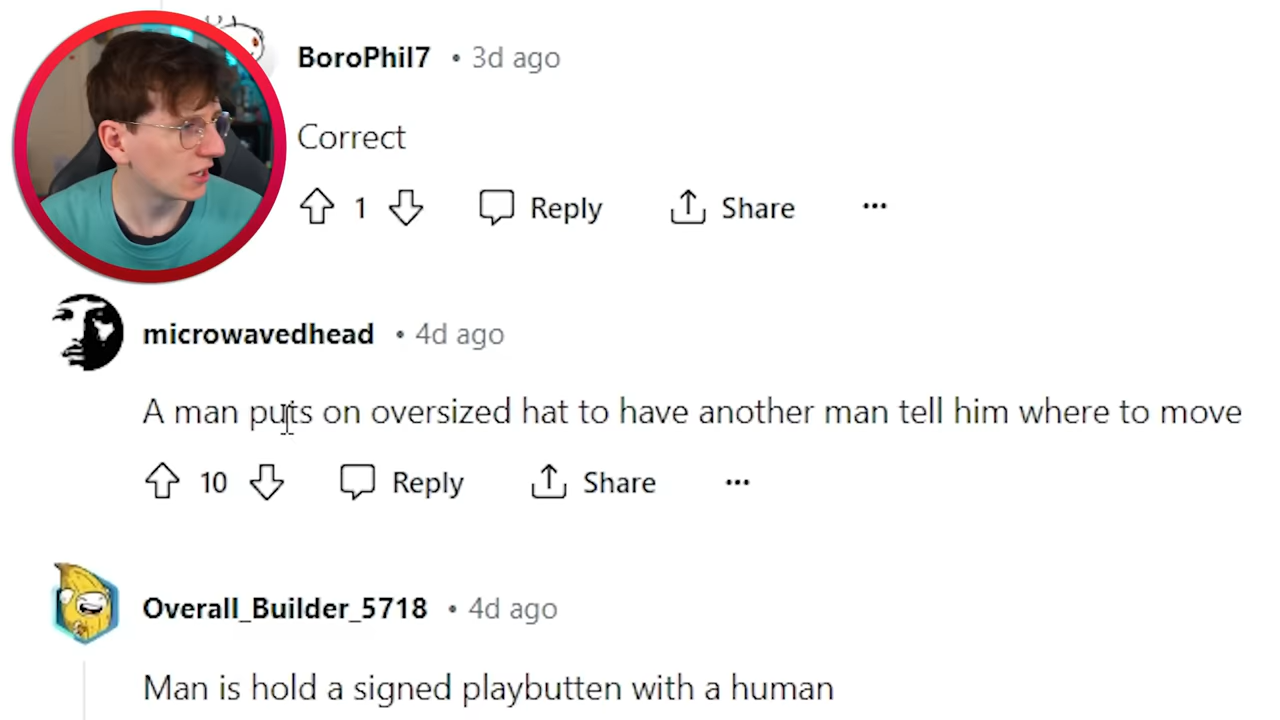 BoroPhil7 • 3d ago
Correct
1 Reply Share ...
microwavedhead • 4d ago
A man puts on oversized hat to have another man tell him where to move
10 Reply Share ...
Overall_Builder_5718 • 4d ago
Man is hold a signed playbutten with a human